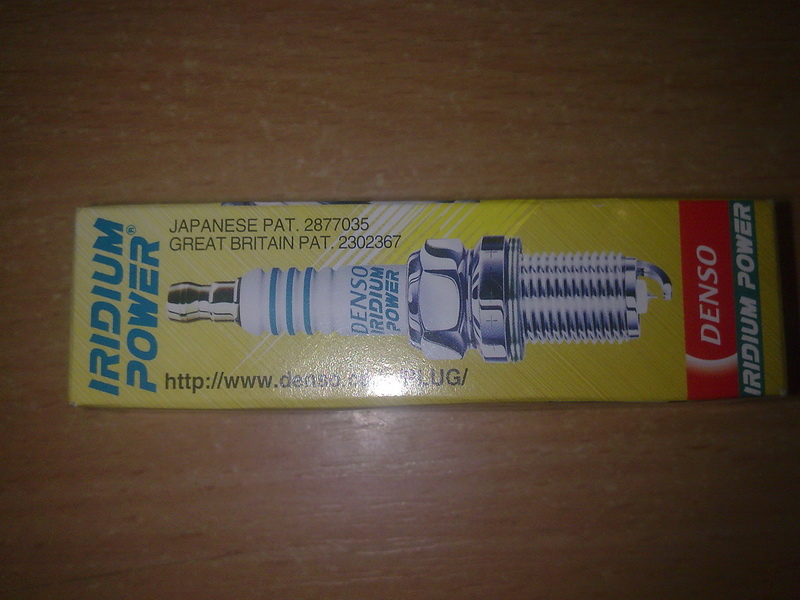 IRIDIUM
POWER®
JAPANESE PAT. 2877035
GREAT BRITAIN PAT. 2302367
DENSO
IRIDIUM
POWER
http://www.denso. /PLUG/
DENSO
IRIDIUM POWER